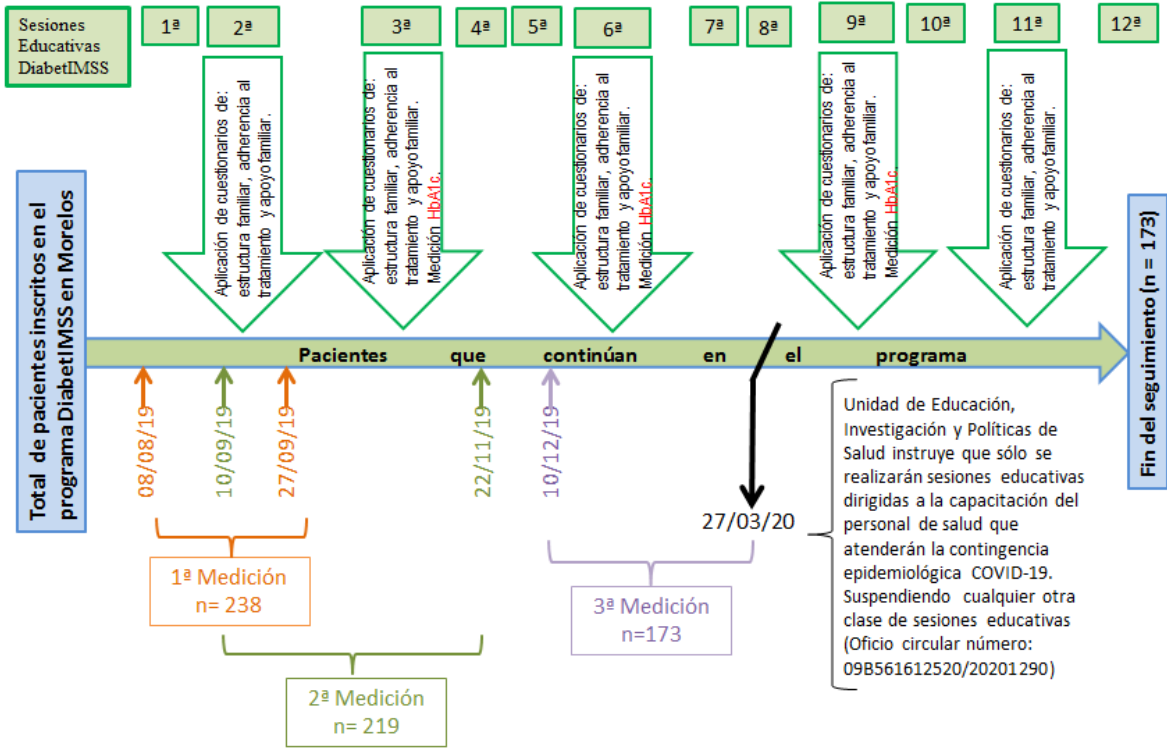 Sesiones
Educativas
DiabetIMSS
1ª
2ª
3ª
4ª
5ª
6ª
7ª
8ª
9ª
10ª
11ª
12ª
Aplicación de cuestionarios de:
estructura familiar, adherencia al
tratamiento y apoyo familiar.
Aplicación de cuestionarios de:
estructura familiar, adherencia al
tratamiento y apoyo familiar.
Medición HbA1c.
Aplicación de cuestionarios de:
estructura familiar, adherencia al
tratamiento y apoyo familiar.
Medición HbA1c.
Aplicación de cuestionarios de:
estructura familiar, adherencia al
tratamiento y apoyo familiar.
Medición HbA1c.
Aplicación de cuestionarios de:
estructura familiar, adherencia al
tratamiento y apoyo familiar.
Total de pacientes inscritos en el
programa DiabetIMSS en Morelos
Pacientes que continúan en el programa
Fin del seguimiento (n = 173)
08/08/19
10/09/19
27/09/19
22/11/19
10/12/19
27/03/20
1ª Medición
n= 238
2ª Medición
n= 219
3ª Medición
n=173
Unidad de Educación,
Investigación y Políticas de
Salud instruye que sólo se
realizarán sesiones educativas
dirigidas a la capacitación del
personal de salud que
atenderán la contingencia
epidemiológica COVID-19.
Suspendiendo cualquier otra
clase de sesiones educativas
(Oficio circular número:
09B561612520/20201290)